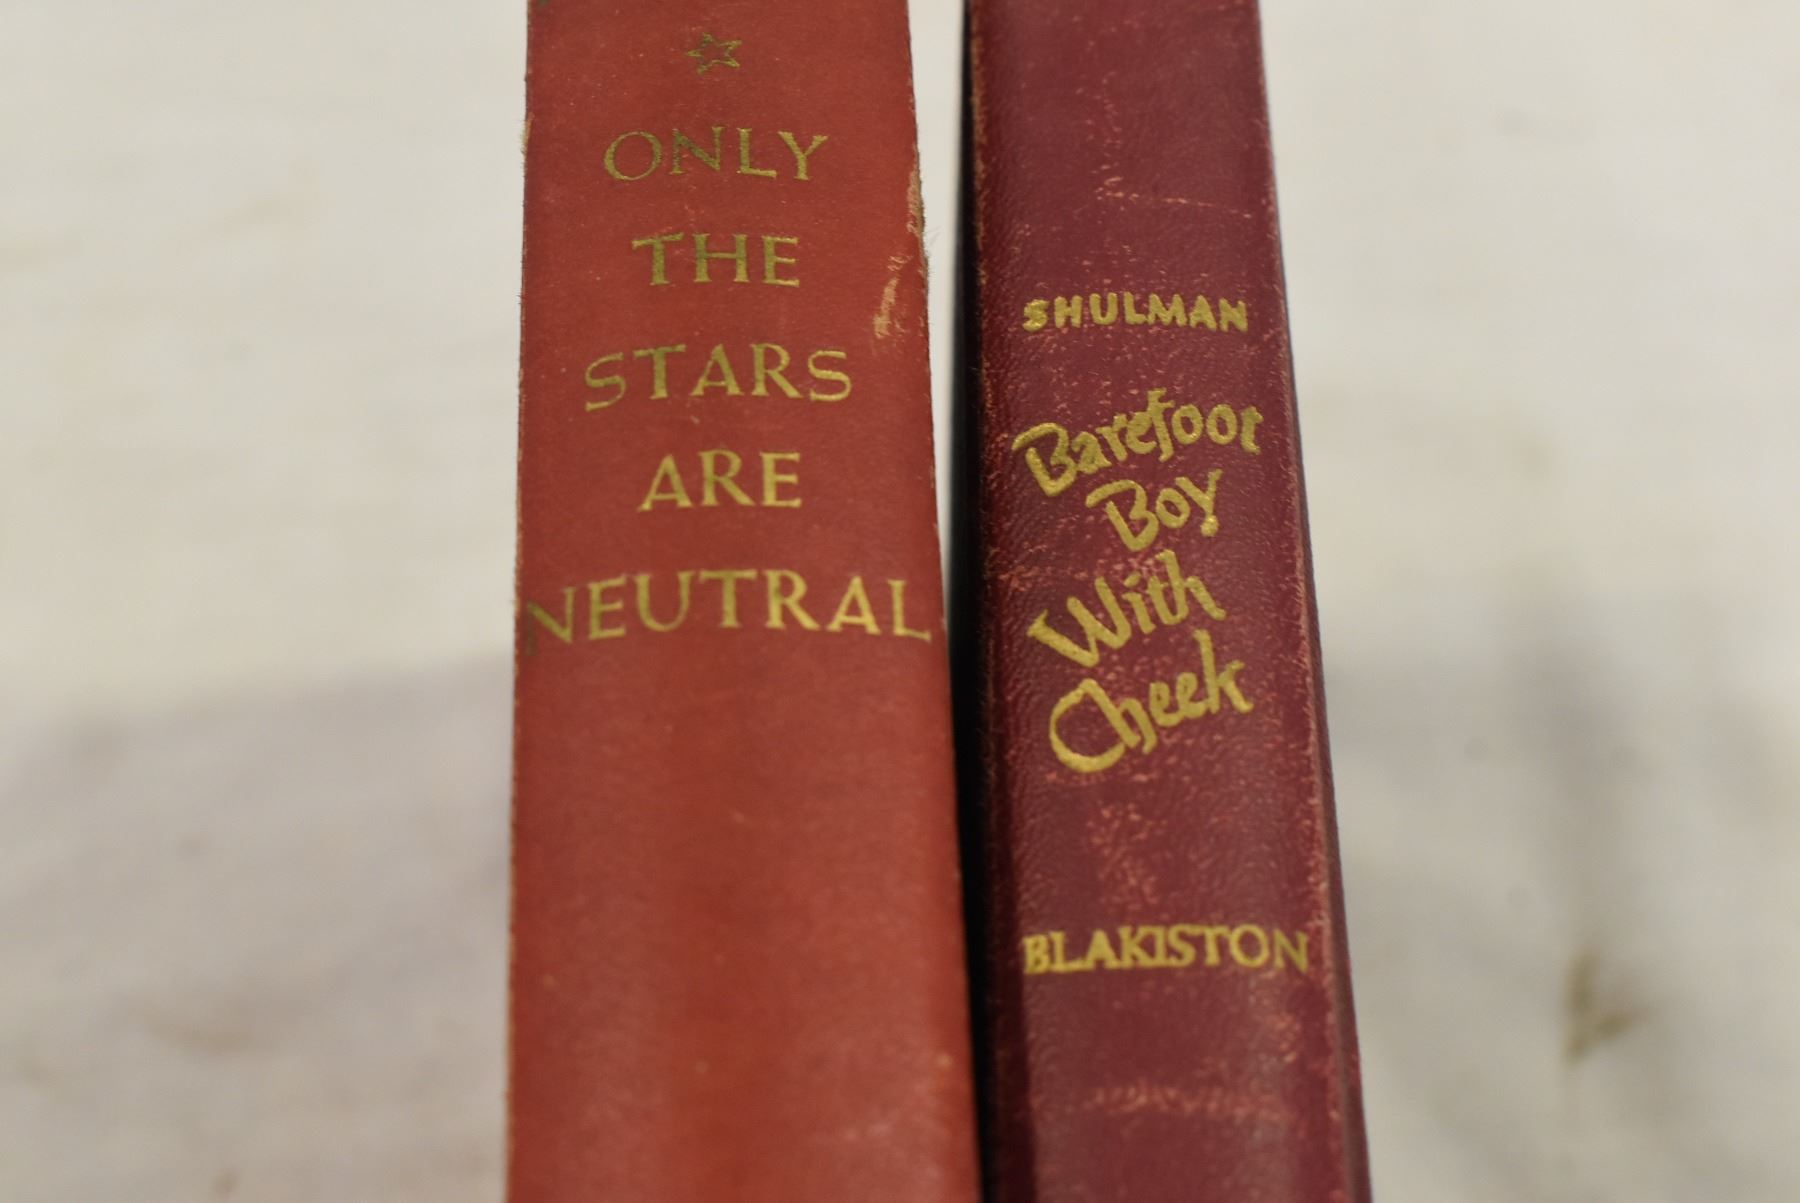 ONLY
THE
STARS
ARE
NEUTRAL
SHULMAN
Barefoot
Boy
With
Cheek
BLAKISTON